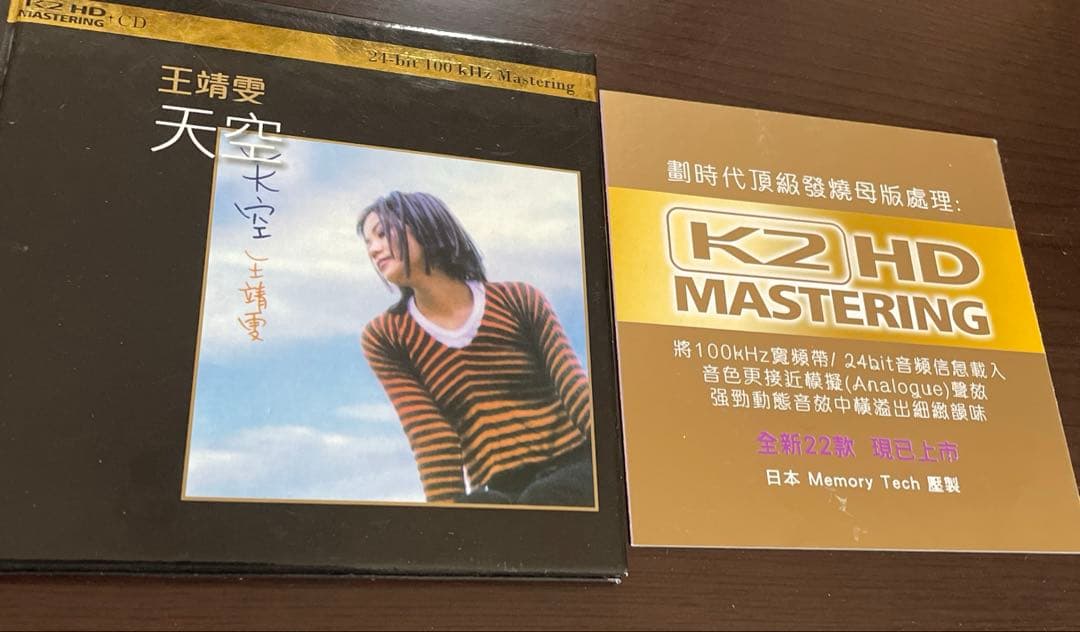 K2 HD
MASTERING+CD
24-bit 100 kHz Mastering
王靖雯
天空
天空
王靖雯
劃時代頂級發燒母版處理:
K2 HD
MASTERING
將100kHz寬頻帶/ 24bit音頻信息載入
音色更接近模擬(Analogue)聲效
强勁動態音效中橫溢出細緻韻味
全新22款 現已上市
日本 Memory Tech 壓製